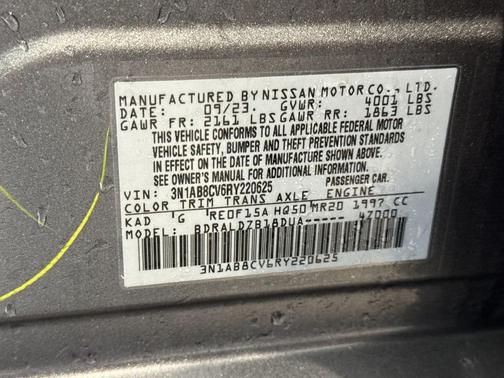 MANUFACTURED BY NISSAN MOTOR CO., LTD.
DATE: 09/23. GVWR: 4001 LBS
GAWR FR: 2161 LBS GAWR RR: 1863 LBS
THIS VEHICLE CONFORMS TO ALL APPLICABLE FEDERAL MOTOR
VEHICLE SAFETY, BUMPER AND THEFT PREVENTION STANDARDS
IN EFFECT ON THE DATE OF MANUFACTURE SHOWN ABOVE.
SEE OWNER'S MANUAL FOR ADDITIONAL INFORMATION.
VIN: 3N1AB8CV6RY220625 PASSENGER CAR.
COLOR TRIM TRANS AXLE ENGINE
KAD G RE0F15A HQ50 MR20 1997 CC
MODEL: BDRALDZB18DUA----- 4Z000
3N1AB8CV6RY220625